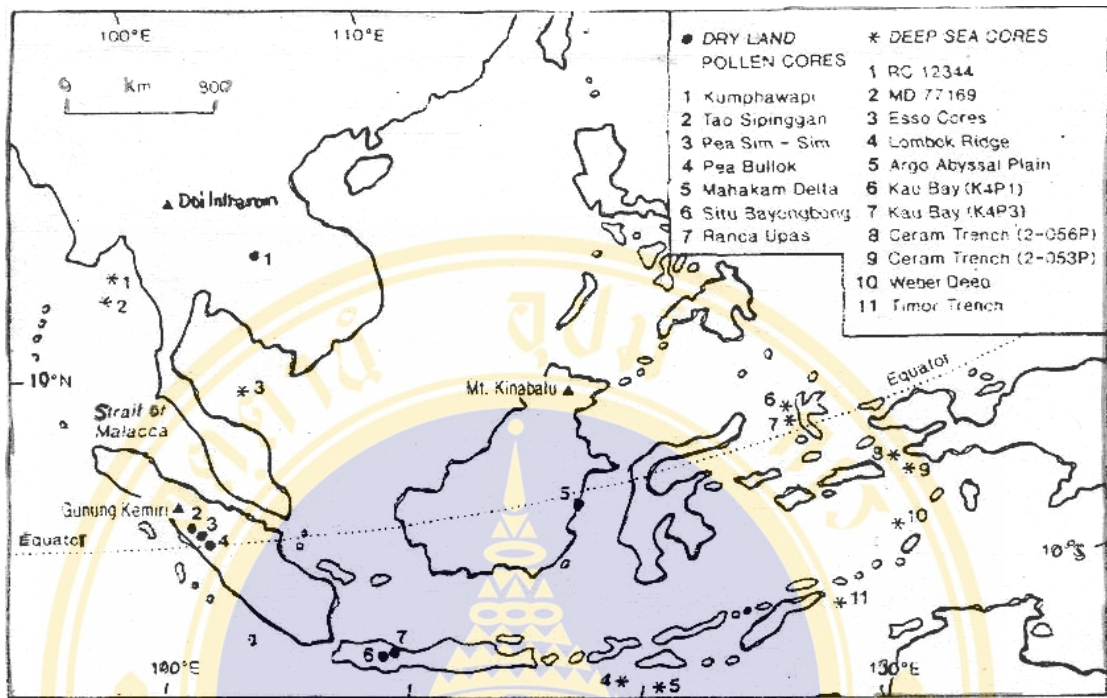 100°E
110°E
0 Km 900
● DRY LAND
POLLEN CORES
1 Kumphawapi
2 Tao Sipinggan
3 Pea Sim - Sim
4 Pea Bullok
5 Mahakam Delta
6 Situ Bayongbong
7 Ranca Upas
* DEEP SEA CORES
1 RC 12344
2 MD 77169
3 Esso Cores
4 Lombok Ridge
5 Argo Abyssal Plain
6 Kau Bay (K4P1)
7 Kau Bay (K4P3)
8 Ceram Trench (2-056P)
9 Ceram Trench (2-053P)
10 Weber Deep
11 Timor Trench
▲ Doi Inthanon
1
1
2
10°N
3
Mt. Kinabalu
Equator
Strait of
Malacca
6
7
8
9
Gunung Kemiri
2
3
4
5
10
Equator
10°S
11
7
6
100°E
130°E
4
5